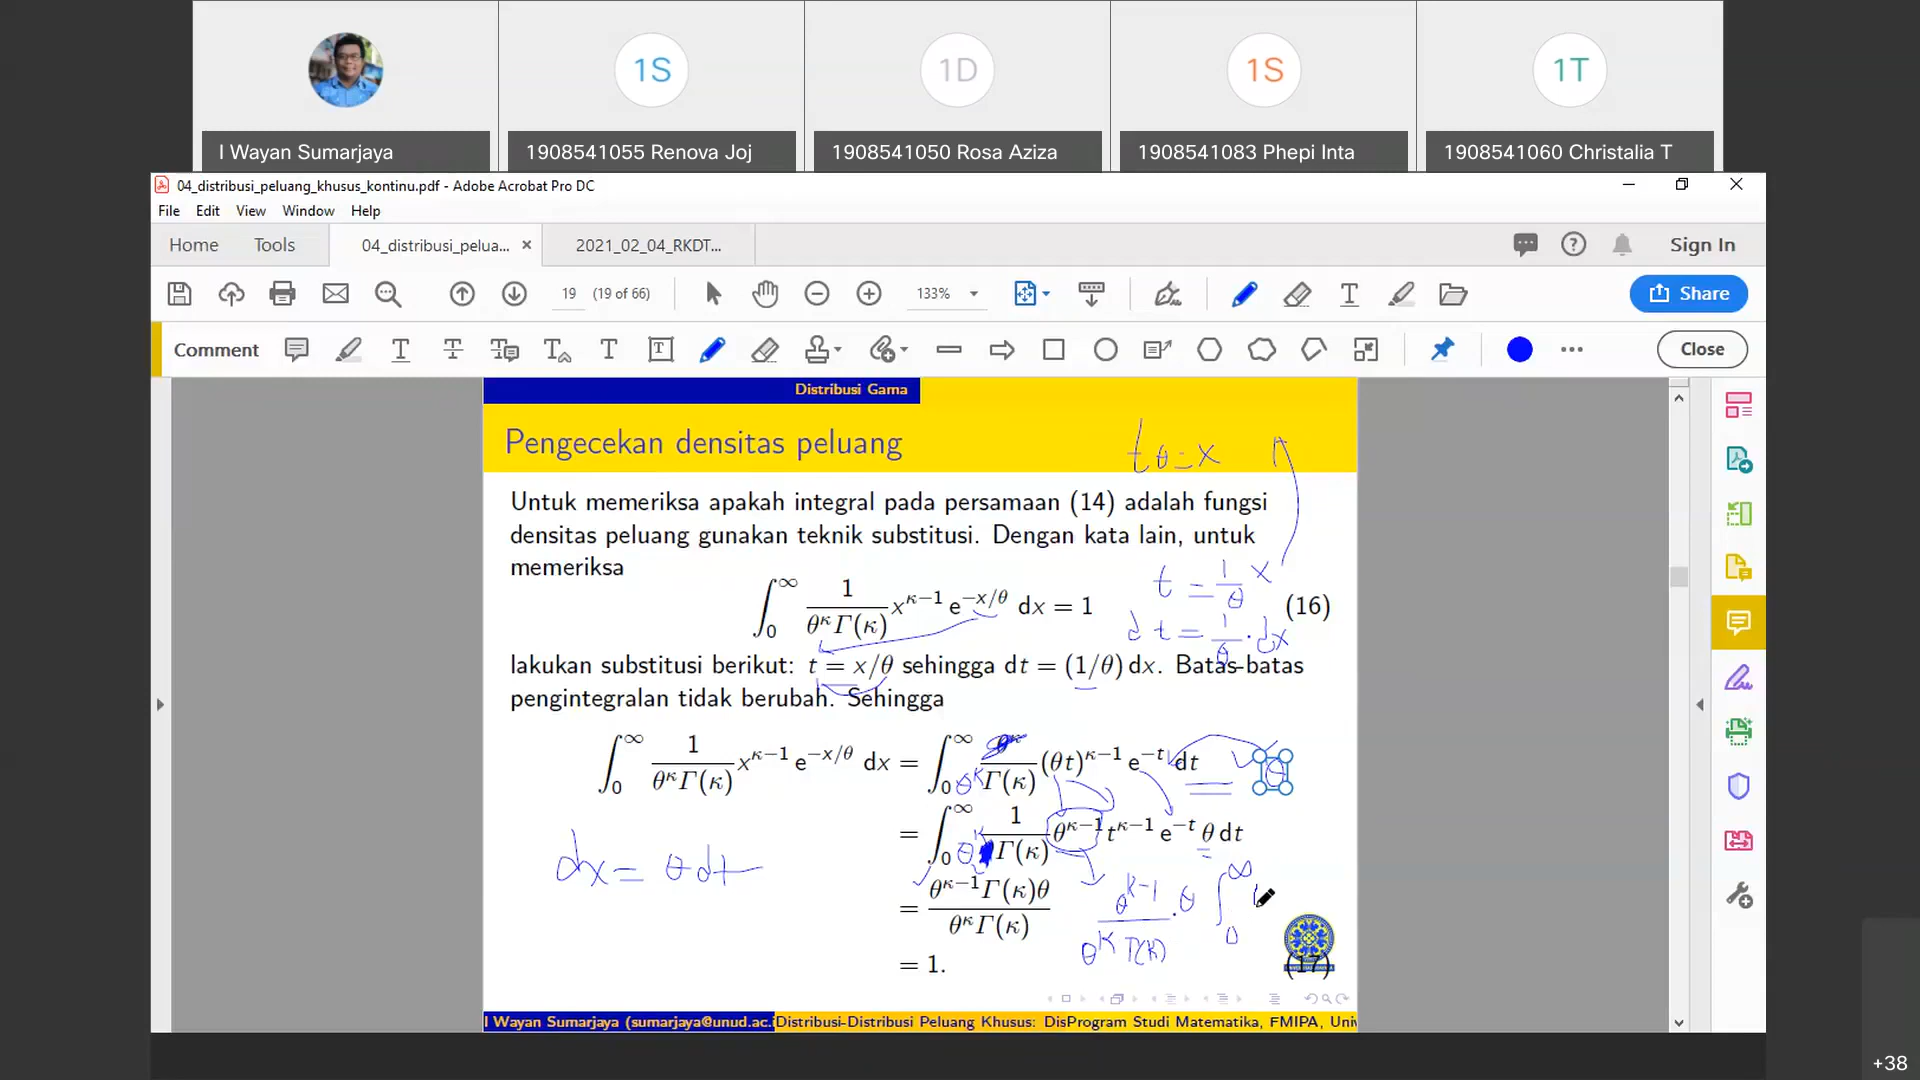 1S
1D
1S
1T
I Wayan Sumarjaya
1908541055 Renova Joj
1908541050 Rosa Aziza
1908541083 Phepi Inta
1908541060 Christalia T
04_distribusi_peluang_khusus_kontinu.pdf - Adobe Acrobat Pro DC
File Edit View Window Help
Home Tools 04_distribusi_pelua... × 2021_02_04_RKDT...
Sign In
19 (19 of 66) 133%
Share
Comment
Close
Distribusi Gama
Pengecekan densitas peluang
tθ = x
Untuk memeriksa apakah integral pada persamaan (14) adalah fungsi
densitas peluang gunakan teknik substitusi. Dengan kata lain, untuk
memeriksa
∫₀^∞ 1/(θ^κ Γ(κ)) x^(κ−1) e^(−x/θ) dx = 1 (16)
t = 1/θ x
dt = 1/θ . dx
lakukan substitusi berikut: t = x/θ sehingga dt = (1/θ) dx. Batas-batas
pengintegralan tidak berubah. Sehingga
∫₀^∞ 1/(θ^κ Γ(κ)) x^(κ−1) e^(−x/θ) dx = ∫₀^∞ /(θ^κ Γ(κ)) (θt)^(κ−1) e^(−t) dt θ
= ∫₀^∞ 1/(θ^κ Γ(κ)) θ^(κ−1) t^(κ−1) e^(−t) θ dt
dx = θ dt
= θ^(κ−1) Γ(κ)θ / θ^κ Γ(κ)
θ^(κ−1) / θ^κ Γ(κ) . θ ∫₀^∞
= 1.
(17)
I Wayan Sumarjaya (sumarjaya@unud.ac.i Distribusi-Distribusi Peluang Khusus: Dis Program Studi Matematika, FMIPA, Univ
+38